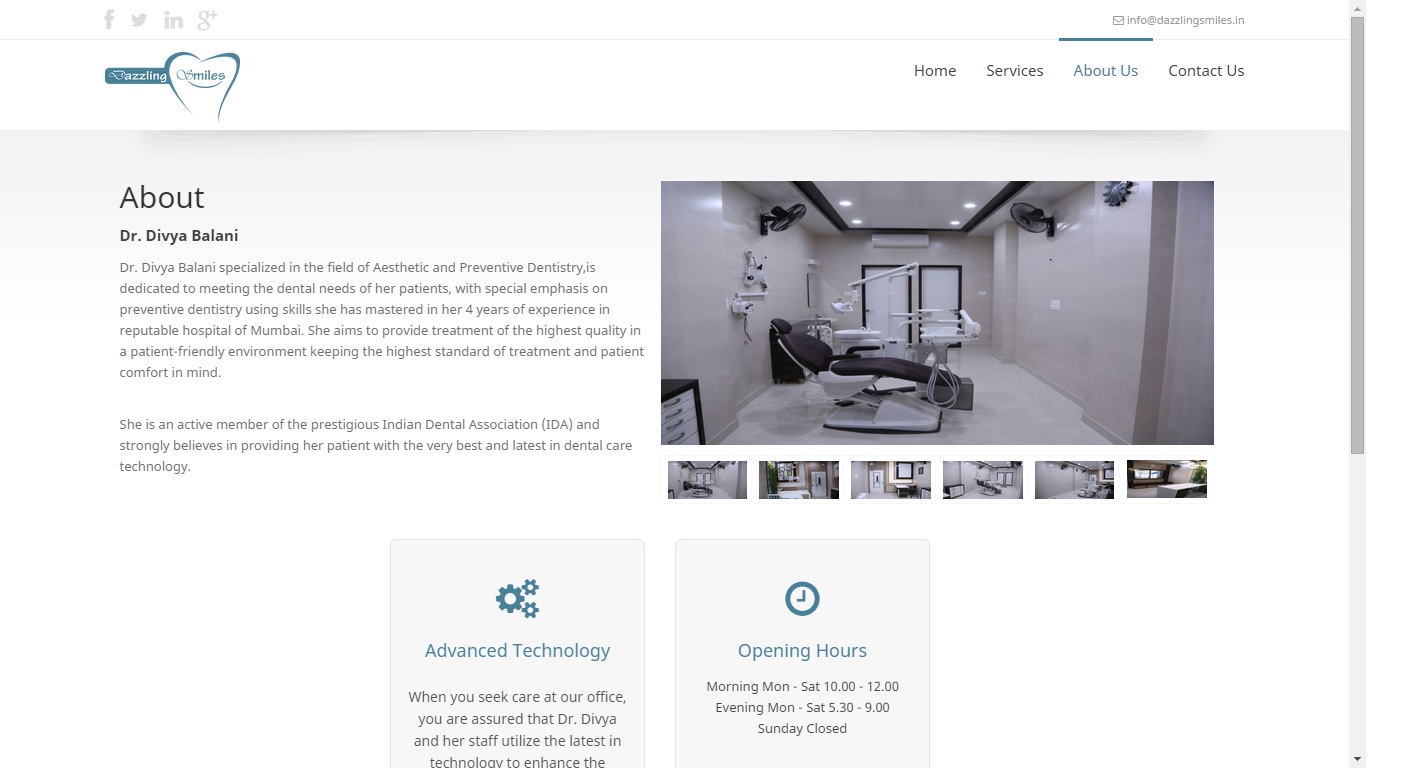 info@dazzlingsmiles.in
Dazzling Smiles
Home Services About Us Contact Us
About
Dr. Divya Balani
Dr. Divya Balani specialized in the field of Aesthetic and Preventive Dentistry,is
dedicated to meeting the dental needs of her patients, with special emphasis on
preventive dentistry using skills she has mastered in her 4 years of experience in
reputable hospital of Mumbai. She aims to provide treatment of the highest quality in
a patient-friendly environment keeping the highest standard of treatment and patient
comfort in mind.
She is an active member of the prestigious Indian Dental Association (IDA) and
strongly believes in providing her patient with the very best and latest in dental care
technology.
Advanced Technology
When you seek care at our office,
you are assured that Dr. Divya
and her staff utilize the latest in
technology to enhance the
Opening Hours
Morning Mon - Sat 10.00 - 12.00
Evening Mon - Sat 5.30 - 9.00
Sunday Closed